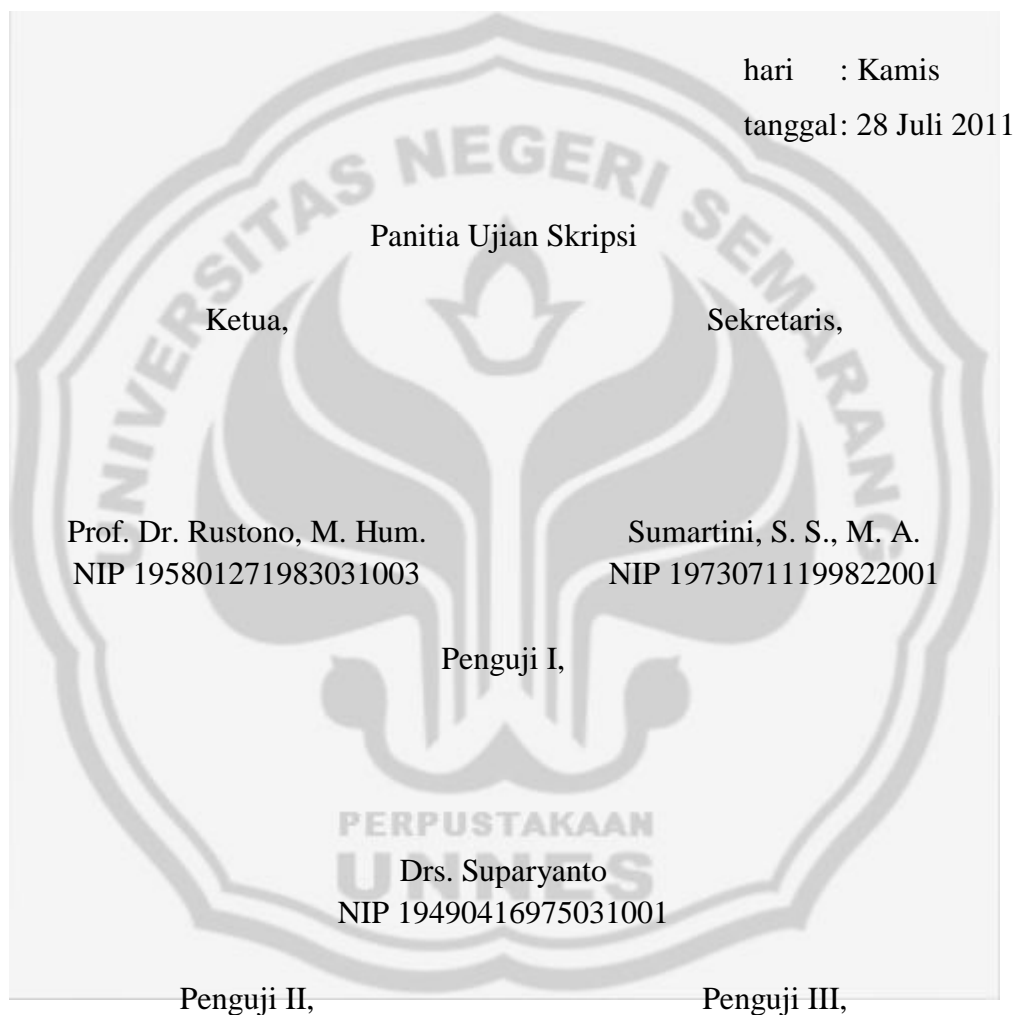 hari : Kamis
tanggal: 28 Juli 2011
Panitia Ujian Skripsi
Ketua, Sekretaris,
Prof. Dr. Rustono, M. Hum. Sumartini, S. S., M. A.
NIP 195801271983031003 NIP 19730711199822001
Penguji I,
Drs. Suparyanto
NIP 19490416975031001
Penguji II, Penguji III,
UNIVERSITAS NEGERI SEMARANG
PERPUSTAKAAN
UNNES